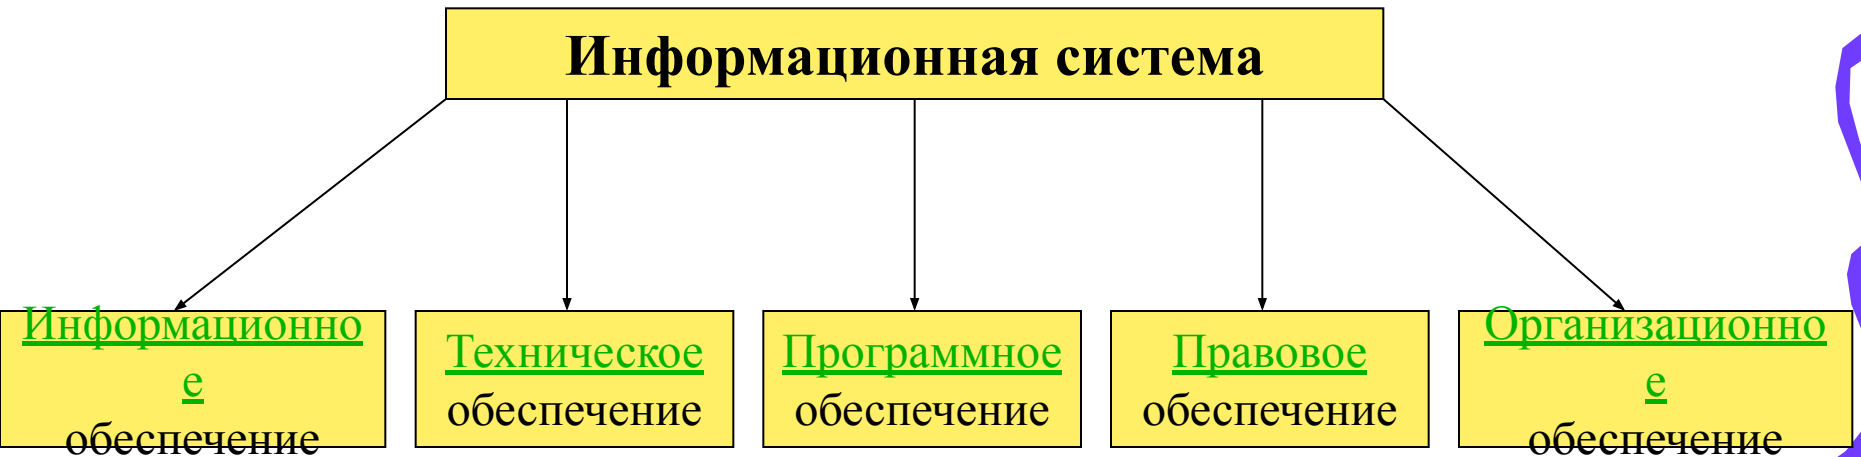 Информационная система
Информационно
е
обеспечение
Техническое
обеспечение
Программное
обеспечение
Правовое
обеспечение
Организационно
е
обеспечение